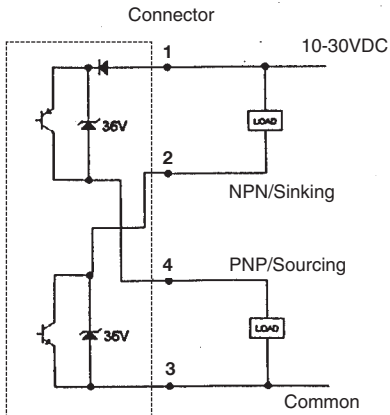 Connector
1
10-30VDC
36V
LOAD
2
NPN/Sinking
4
PNP/Sourcing
36V
LOAD
3
Common